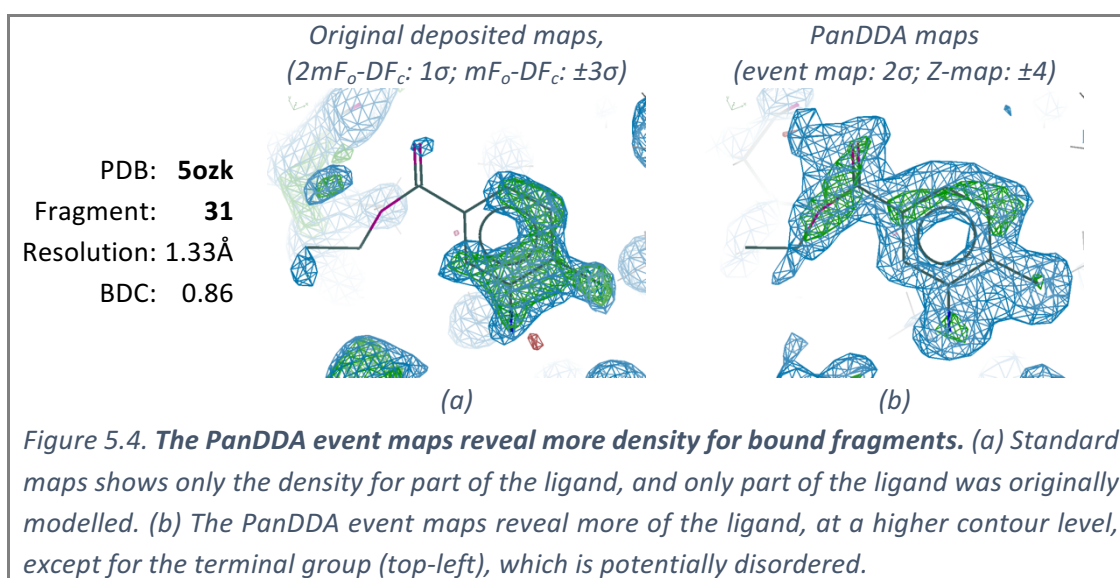 Original deposited maps,
(2mFₒ-DF꜀: 1σ; mFₒ-DF꜀: ±3σ)
PanDDA maps
(event map: 2σ; Z-map: ±4)
PDB: 5ozk
Fragment: 31
Resolution: 1.33Å
BDC: 0.86
(a)
(b)
Figure 5.4. The PanDDA event maps reveal more density for bound fragments. (a) Standard
maps shows only the density for part of the ligand, and only part of the ligand was originally
modelled. (b) The PanDDA event maps reveal more of the ligand, at a higher contour level,
except for the terminal group (top-left), which is potentially disordered.